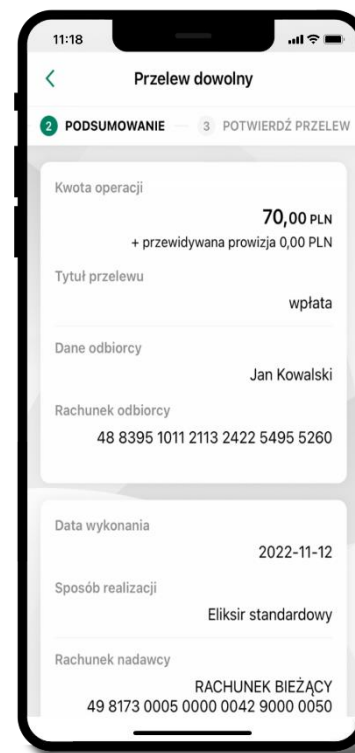 11:18
Przelew dowolny
2 PODSUMOWANIE 3 POTWIERDŹ PRZELEW
Kwota operacji
70,00 PLN
+ przewidywana prowizja 0,00 PLN
Tytuł przelewu
wpłata
Dane odbiorcy
Jan Kowalski
Rachunek odbiorcy
48 8395 1011 2113 2422 5495 5260
Data wykonania
2022-11-12
Sposób realizacji
Eliksir standardowy
Rachunek nadawcy
RACHUNEK BIEŻĄCY
49 8173 0005 0000 0042 9000 0050